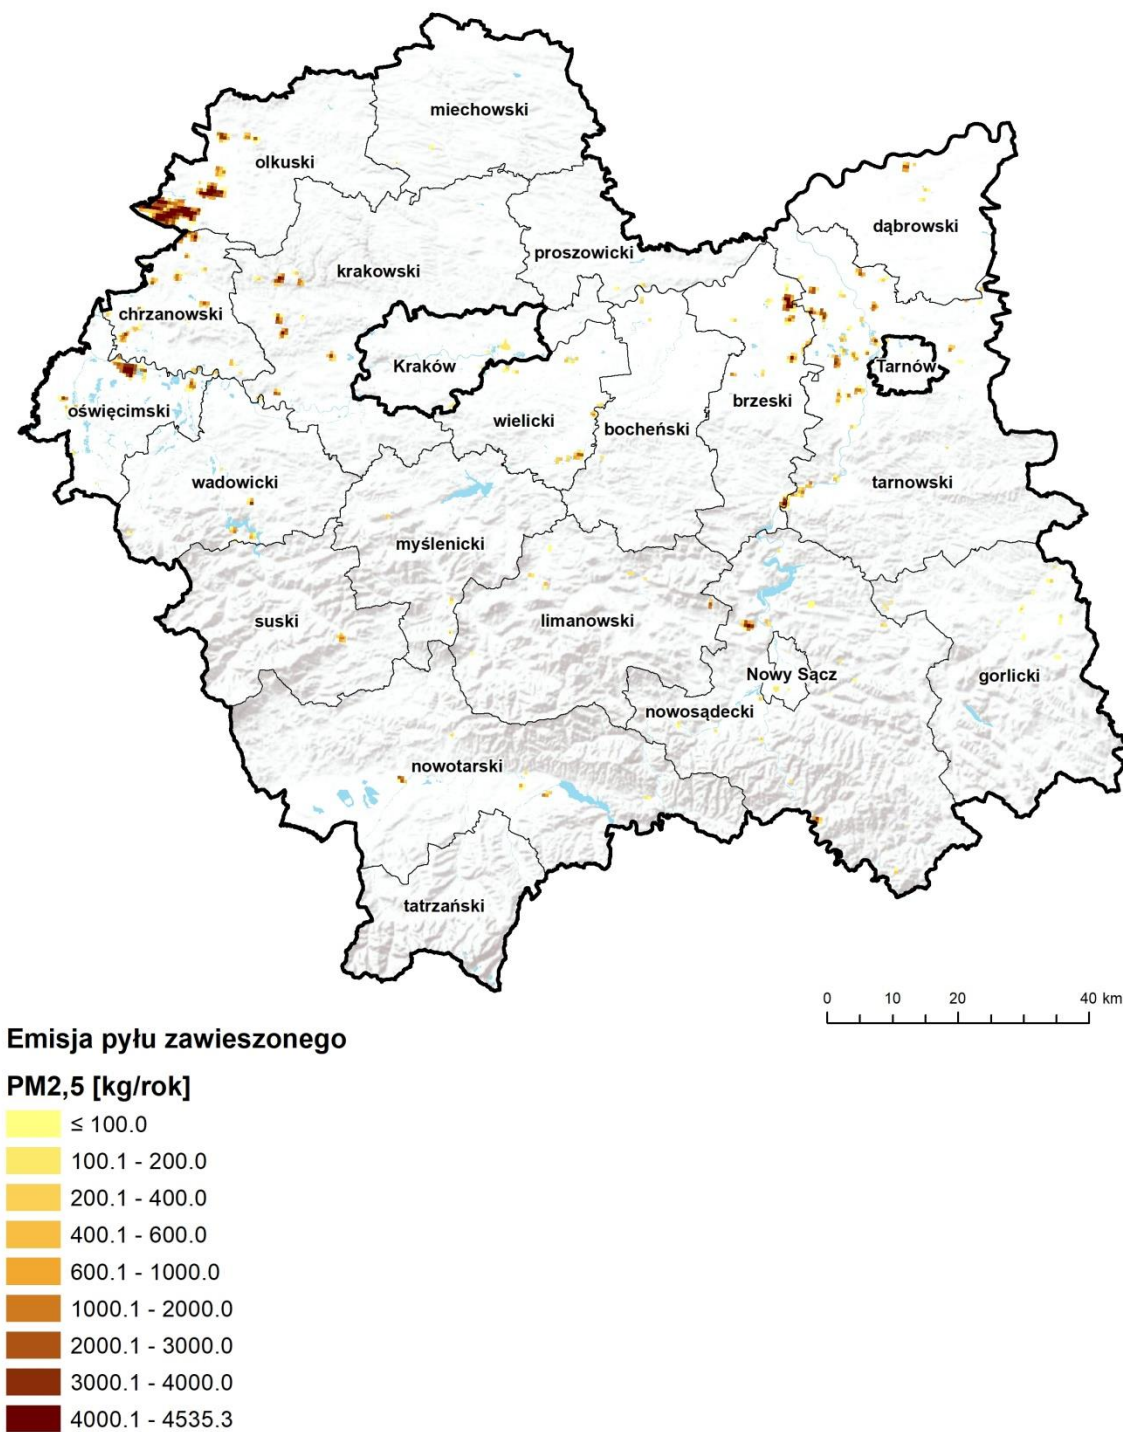 miechowski
olkuski
dąbrowski
proszowicki
krakowski
chrzanowski
Kraków
Tarnów
brzeski
oświęcimski
wielicki
bocheński
wadowicki
tarnowski
myślenicki
suski
limanowski
Nowy Sącz
gorlicki
nowosądecki
nowotarski
tatrzański
0 10 20 40 km
Emisja pyłu zawieszonego
PM2,5 [kg/rok]
≤ 100.0
100.1 - 200.0
200.1 - 400.0
400.1 - 600.0
600.1 - 1000.0
1000.1 - 2000.0
2000.1 - 3000.0
3000.1 - 4000.0
4000.1 - 4535.3